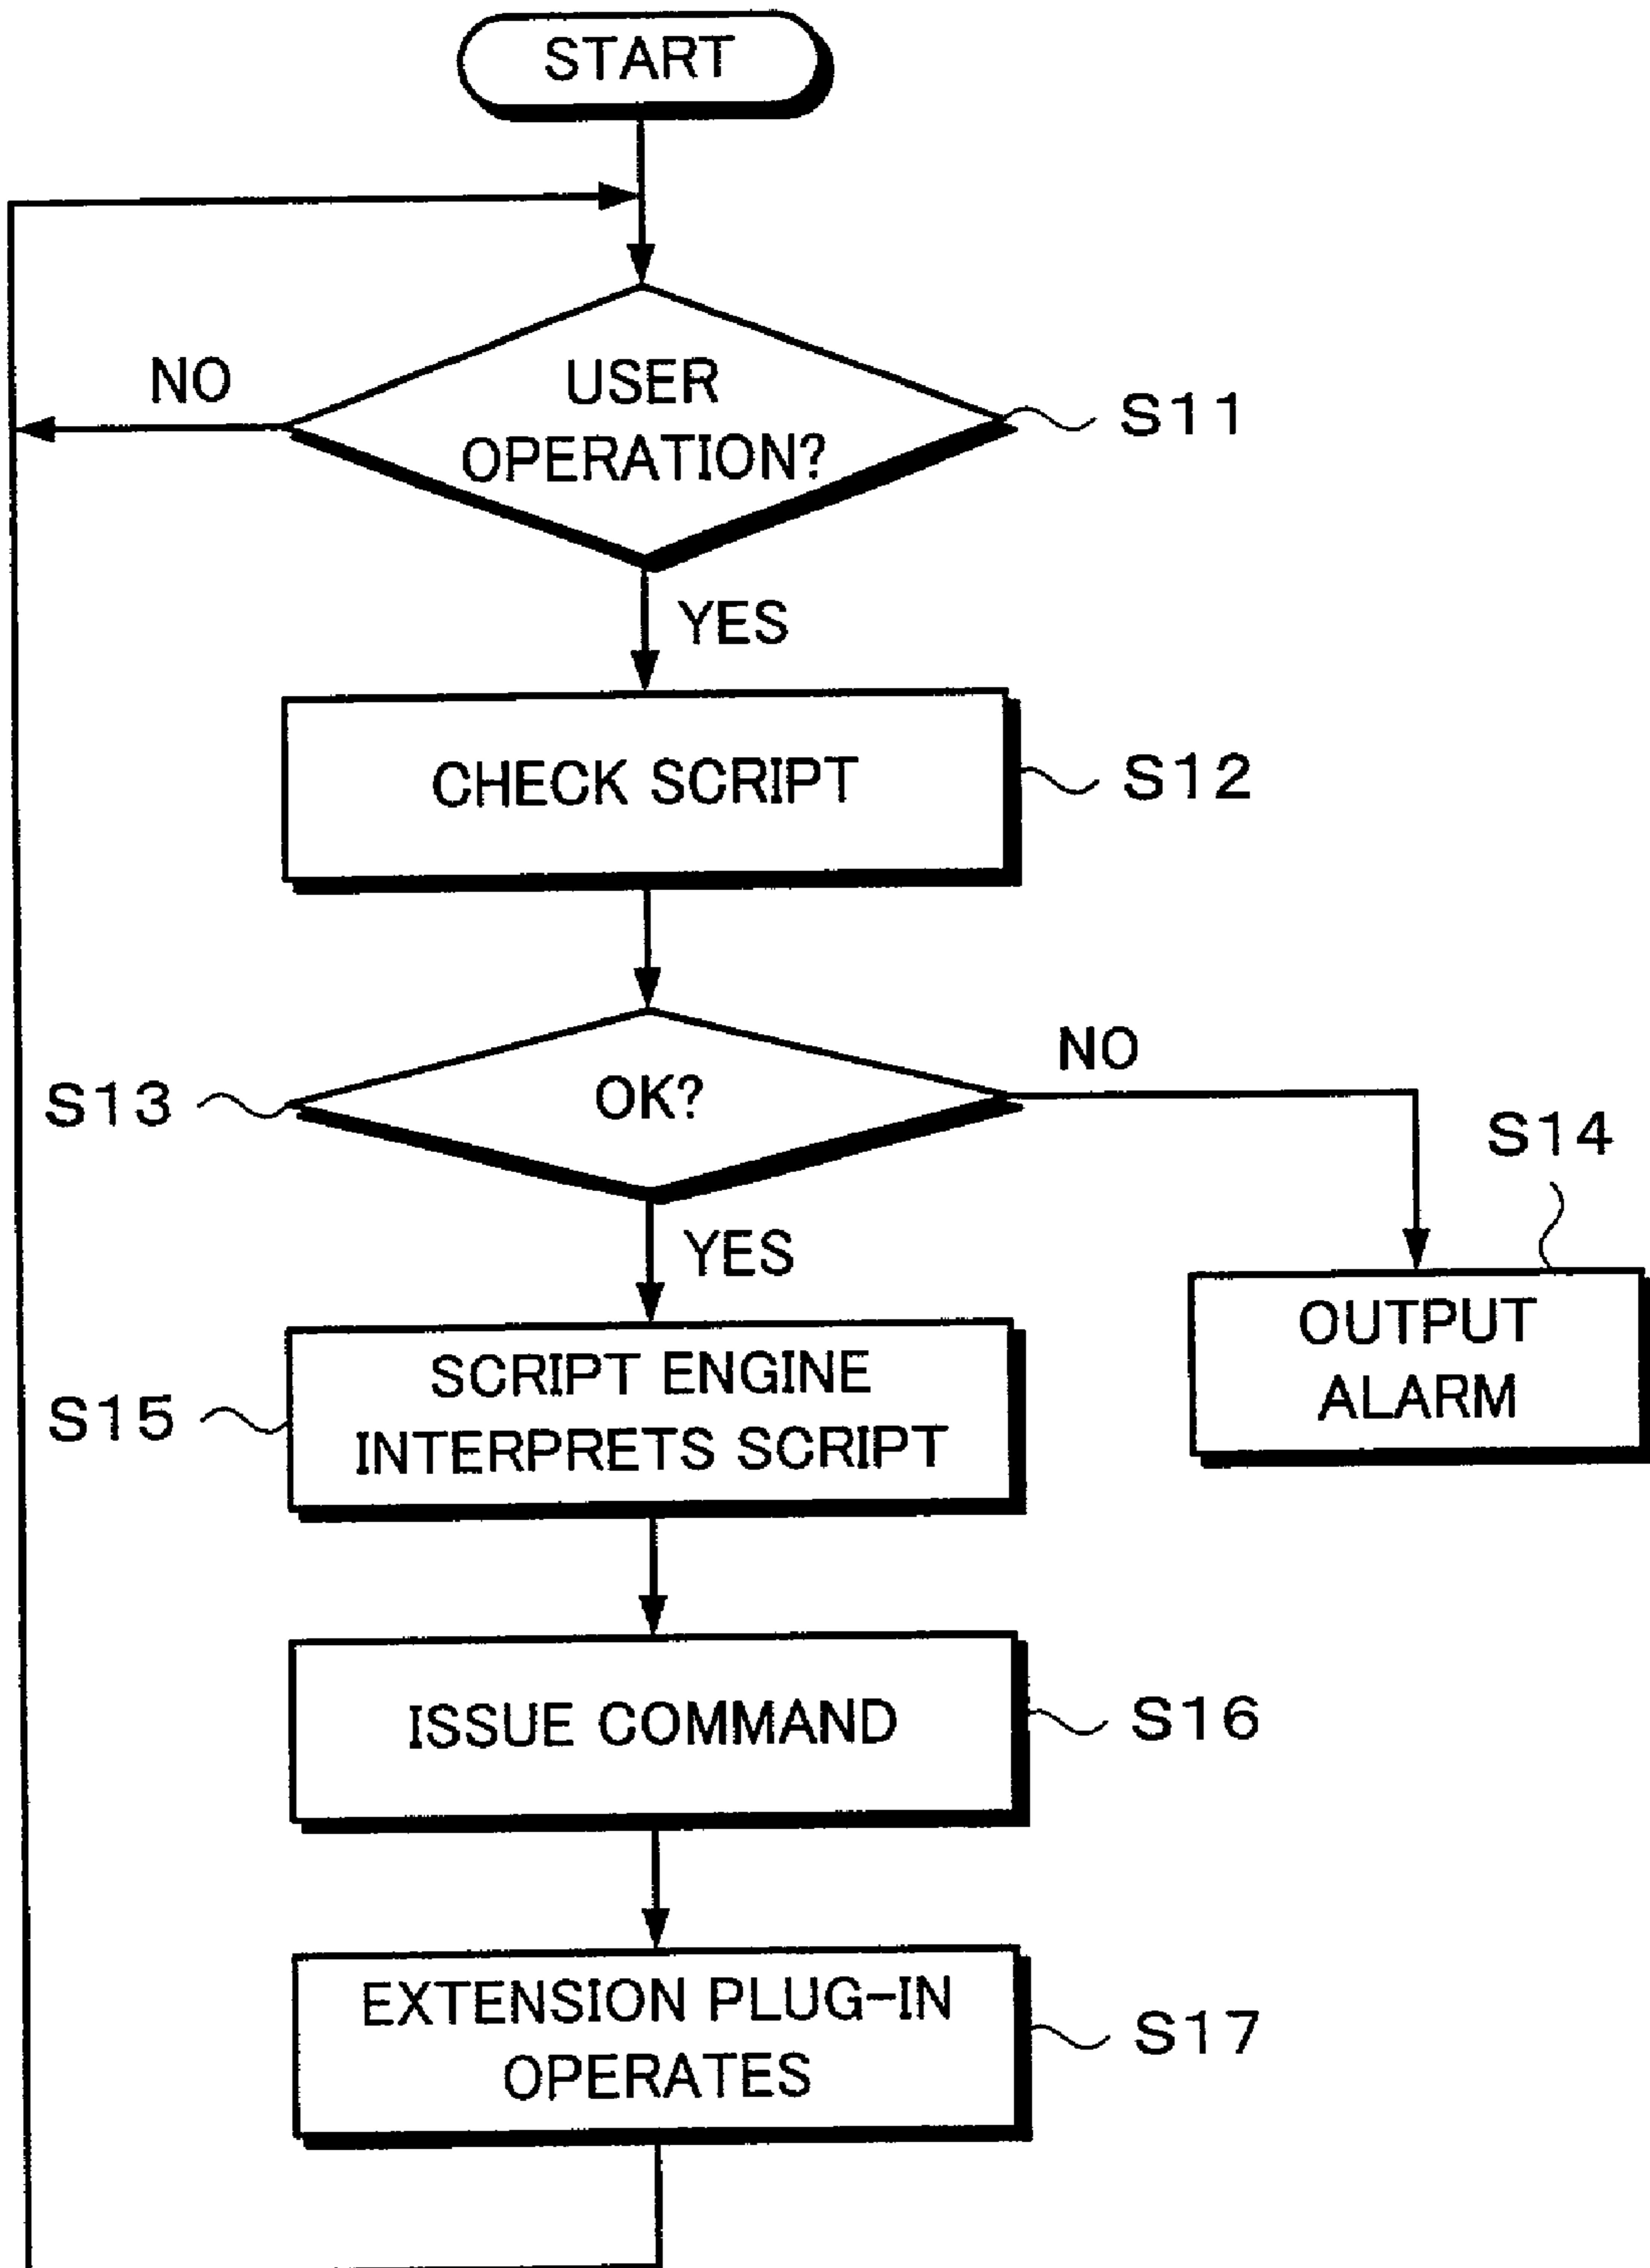 START
NO
USER
OPERATION?
S11
YES
CHECK SCRIPT
S12
S13
OK?
NO
S14
YES
OUTPUT
ALARM
S15
SCRIPT ENGINE
INTERPRETS SCRIPT
ISSUE COMMAND
S16
EXTENSION PLUG-IN
OPERATES
S17